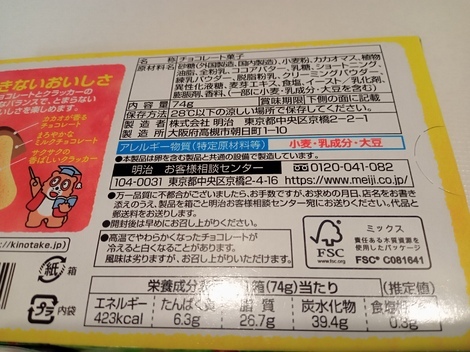 きないおいしさ
チョコレートとクラッカーの
なバランスで、とまらない
いしさを楽しめます。
カカオが香る
チョコレート
まろやかな
ミルクチョコレート
サクサクの
香ばしいクラッカー
/kinotake.jp)
紙 箱
プラ 内袋
名 称 チョコレート菓子
原材料名 砂糖(外国製造、国内製造)、小麦粉、カカオマス、植物
油脂、全粉乳、ココアバター、乳糖、ショートニング、
練乳パウダー、脱脂粉乳、クリーミングパウダー、
異性化液糖、麦芽エキス、食塩、イースト/乳化剤、
膨脹剤、香料、(一部に小麦・乳成分・大豆を含む)
内容量 74g 賞味期限 下側の面に記載
保存方法 28℃以下の涼しい場所で保存してください。
製造者 株式会社 明治 東京都中央区京橋2-2-1
製造所 大阪府高槻市朝日町1-10
アレルギー物質(特定原材料等) 小麦・乳成分・大豆
●本製品は卵を含む製品と共通の設備で製造しています。
明治 お客様相談センター 0120-041-082
104-0031 東京都中央区京橋2-4-16 https://www.meiji.co.jp/
●万一品質に不都合がございましたら、お手数ですが、お求めの月日、店名をお書き
添えのうえ、製品を箱ごと明治お客様相談センター宛にお送りください。代品と
郵送料をお送りします。
●開封後は早めにお召し上がりください。
●高温でやわらかくなったチョコレートが
冷えると白くなることがあります。
風味は劣りますが、お召し上がりいただけます。
FSC
www.fsc.org
ミックス
責任ある木質資源を
使用したパッケージ
FSC® C081641
栄養成分 箱(74g)当たり (推定値)
エネルギー たんぱく質 脂 質 炭水化物 食塩相当
423kcal 6.3g 26.7g 39.4g 0.3g